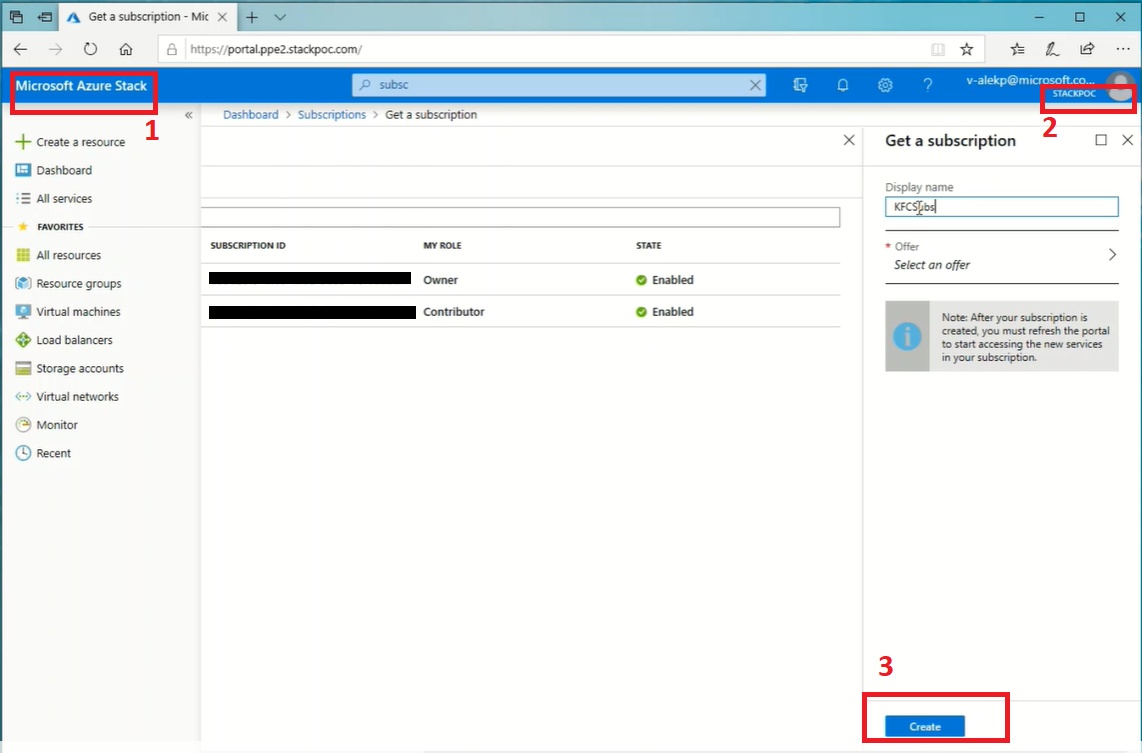 Get a subscription - Mic
https://portal.ppe2.stackpoc.com/
Microsoft Azure Stack
1
subsc
v-alekp@microsoft.co...
STACKPOC
2
Dashboard > Subscriptions > Get a subscription
«
Create a resource
Dashboard
All services
FAVORITES
All resources
Resource groups
Virtual machines
Load balancers
Storage accounts
Virtual networks
Monitor
Recent
SUBSCRIPTION ID MY ROLE STATE
Owner Enabled
Contributor Enabled
Get a subscription
Display name
KFCSubs
* Offer
Select an offer
Note: After your subscription is
created, you must refresh the portal
to start accessing the new services
in your subscription.
3
Create